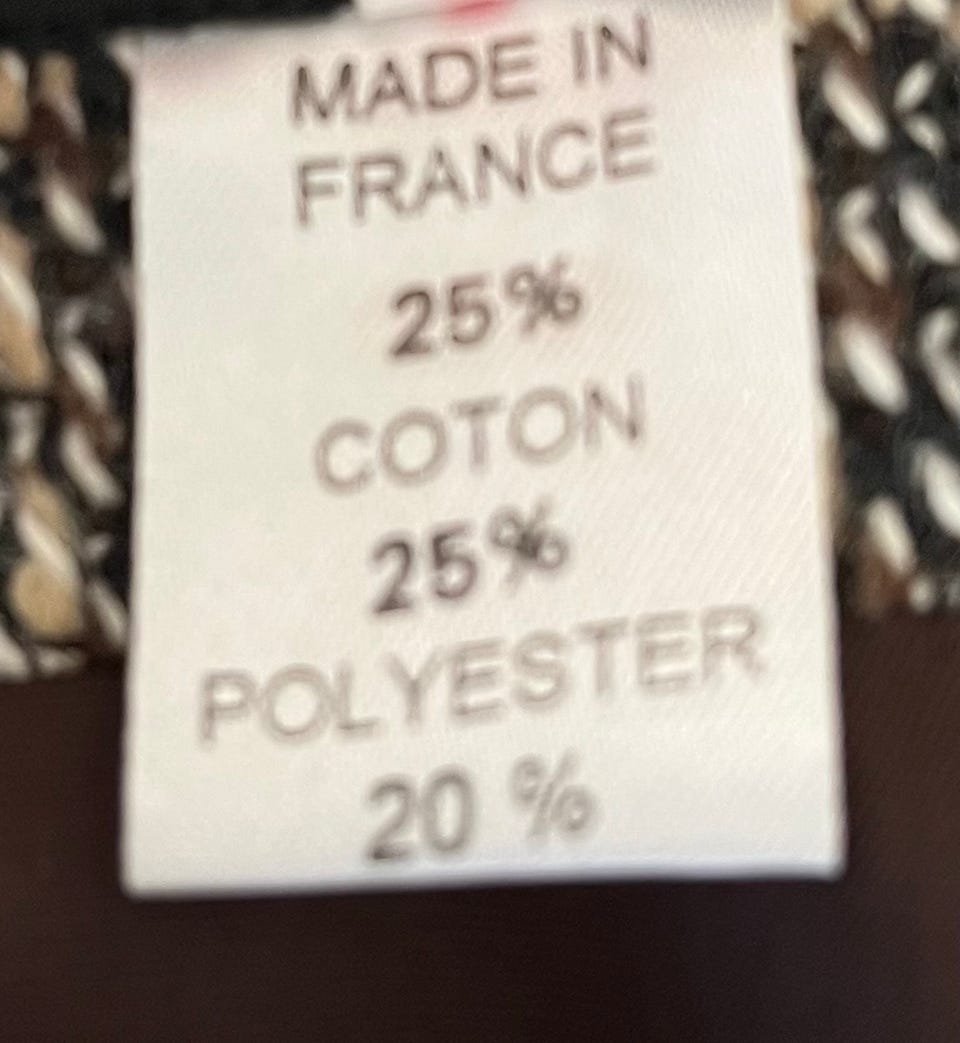 MADE IN
FRANCE
25%
COTON
25%
POLYESTER
20 %